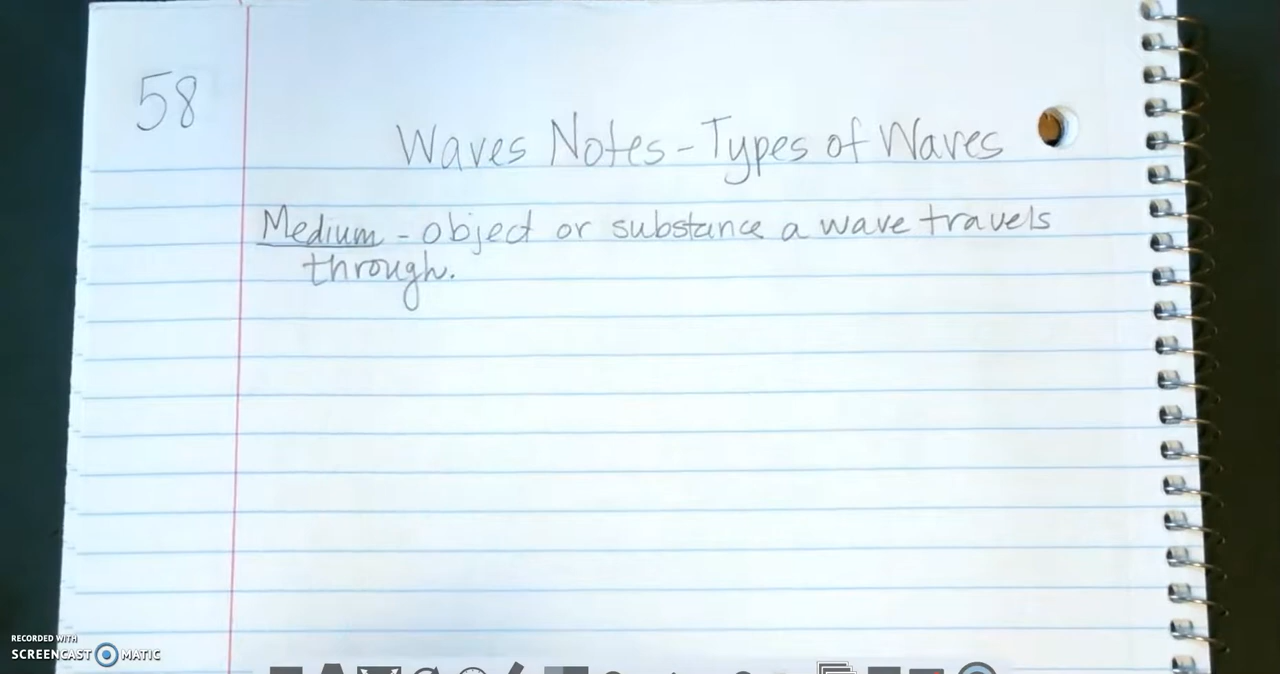 58
Waves Notes - Types of Waves
Medium - object or substance a wave travels
through.
RECORDED WITH
SCREENCAST MATIC